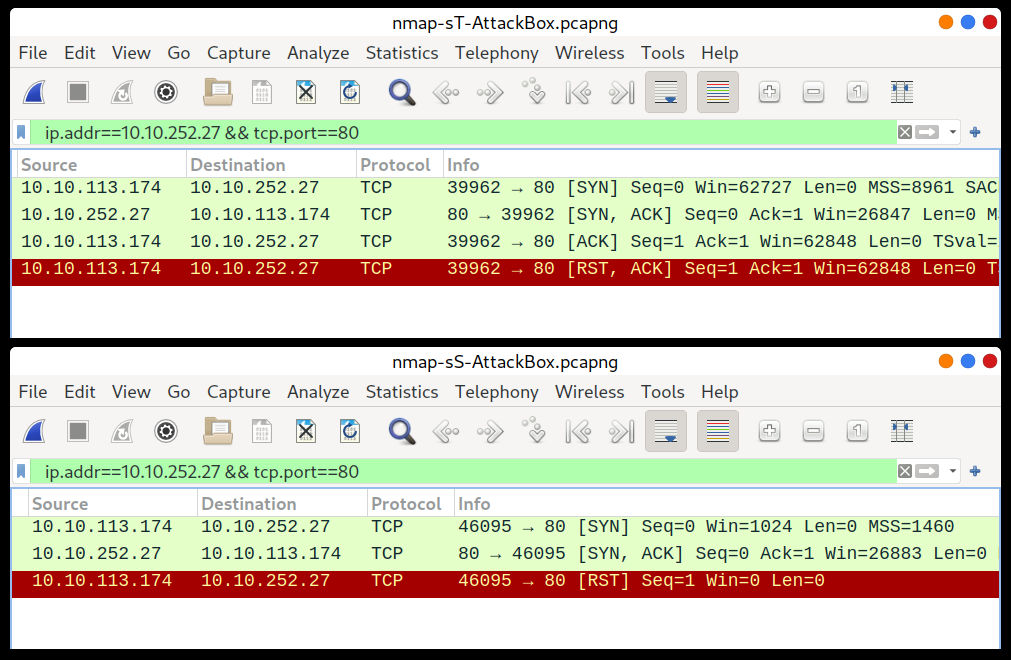 nmap-sT-AttackBox.pcapng
File Edit View Go Capture Analyze Statistics Telephony Wireless Tools Help
ip.addr==10.10.252.27 && tcp.port==80
Source Destination Protocol Info
10.10.113.174 10.10.252.27 TCP 39962 → 80 [SYN] Seq=0 Win=62727 Len=0 MSS=8961 SAC
10.10.252.27 10.10.113.174 TCP 80 → 39962 [SYN, ACK] Seq=0 Ack=1 Win=26847 Len=0 M
10.10.113.174 10.10.252.27 TCP 39962 → 80 [ACK] Seq=1 Ack=1 Win=62848 Len=0 TSval=
10.10.113.174 10.10.252.27 TCP 39962 → 80 [RST, ACK] Seq=1 Ack=1 Win=62848 Len=0 T
nmap-sS-AttackBox.pcapng
File Edit View Go Capture Analyze Statistics Telephony Wireless Tools Help
ip.addr==10.10.252.27 && tcp.port==80
Source Destination Protocol Info
10.10.113.174 10.10.252.27 TCP 46095 → 80 [SYN] Seq=0 Win=1024 Len=0 MSS=1460
10.10.252.27 10.10.113.174 TCP 80 → 46095 [SYN, ACK] Seq=0 Ack=1 Win=26883 Len=0
10.10.113.174 10.10.252.27 TCP 46095 → 80 [RST] Seq=1 Win=0 Len=0